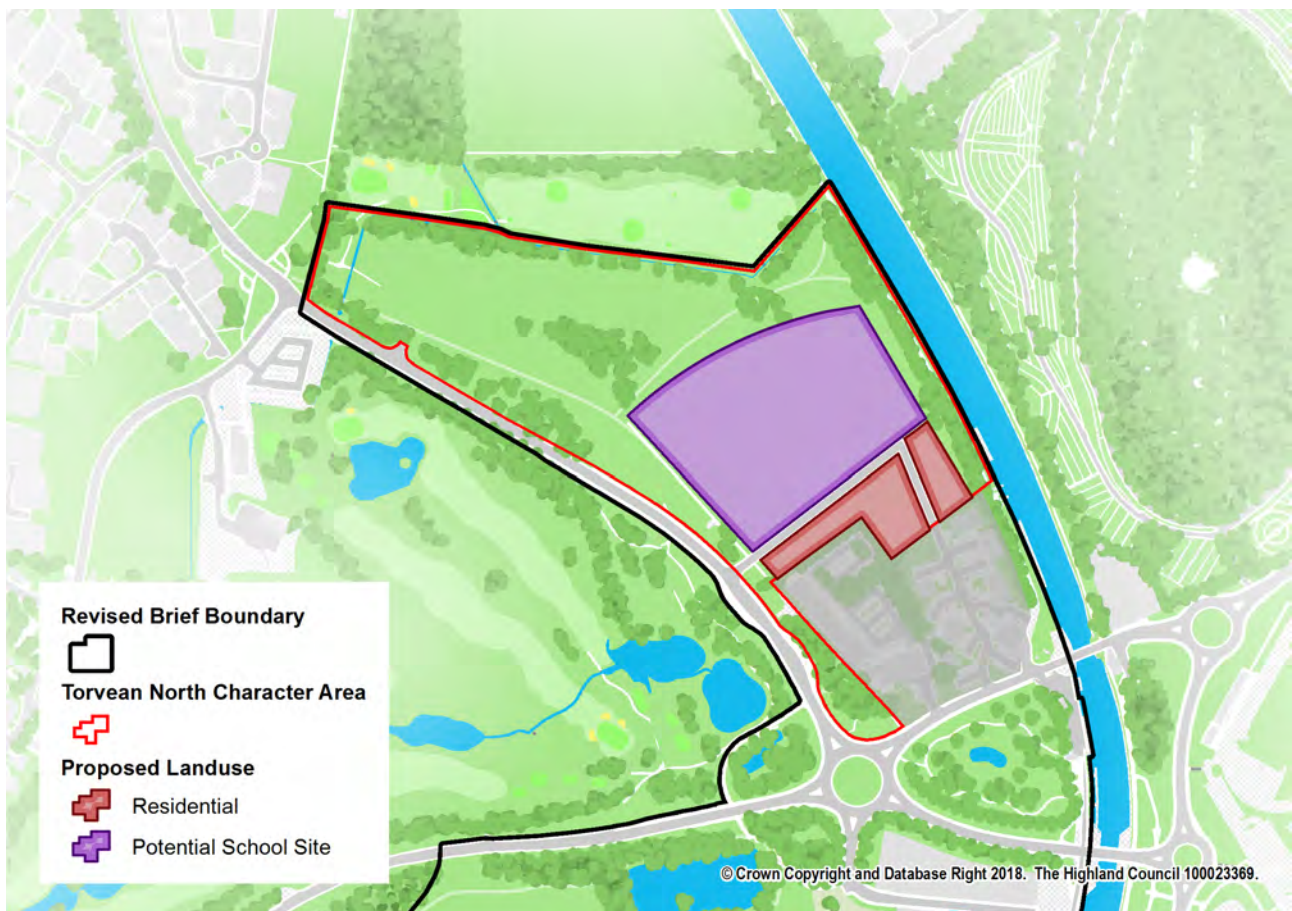 Revised Brief Boundary
Torvean North Character Area
Proposed Landuse
Residential
Potential School Site
© Crown Copyright and Database Right 2018. The Highland Council 100023369.